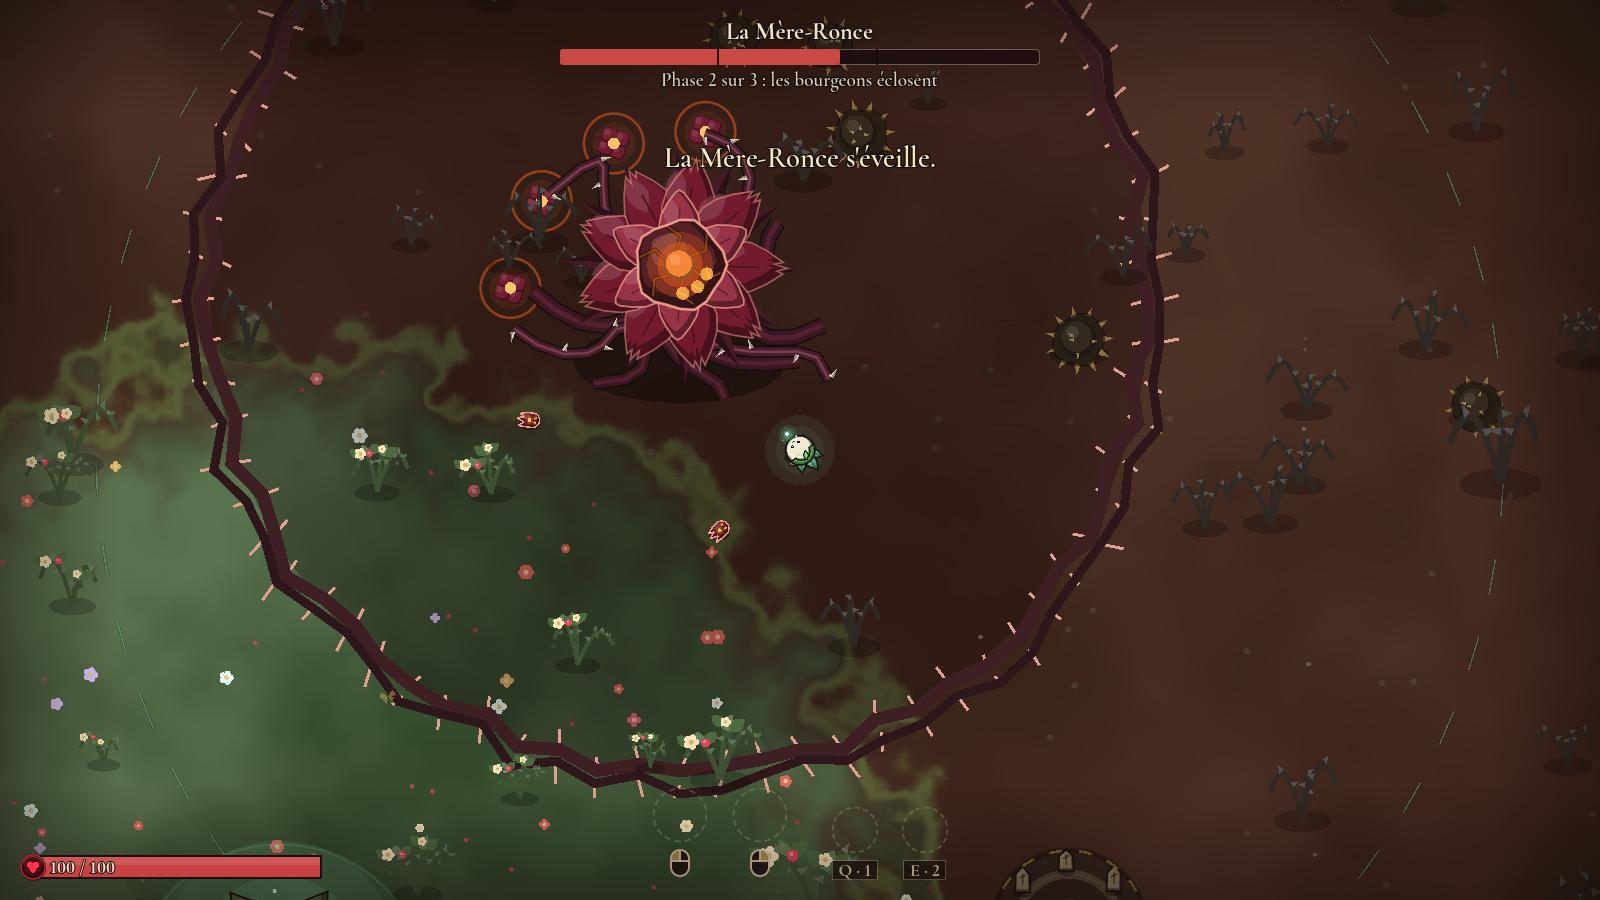 La Mère-Ronce
Phase 2 sur 3 : les bourgeons éclosent
La Mère-Ronce s'éveille.
100 / 100
Q · 1
E · 2